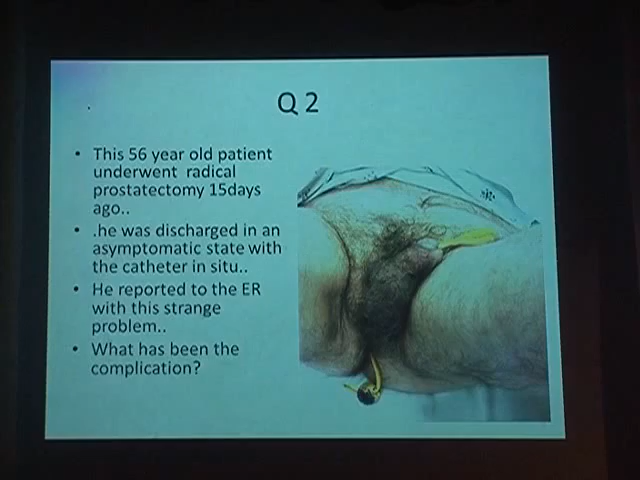 Q 2
• This 56 year old patient
underwent radical
prostatectomy 15days
ago..
• .he was discharged in an
asymptomatic state with
the catheter in situ..
• He reported to the ER
with this strange
problem..
• What has been the
complication?